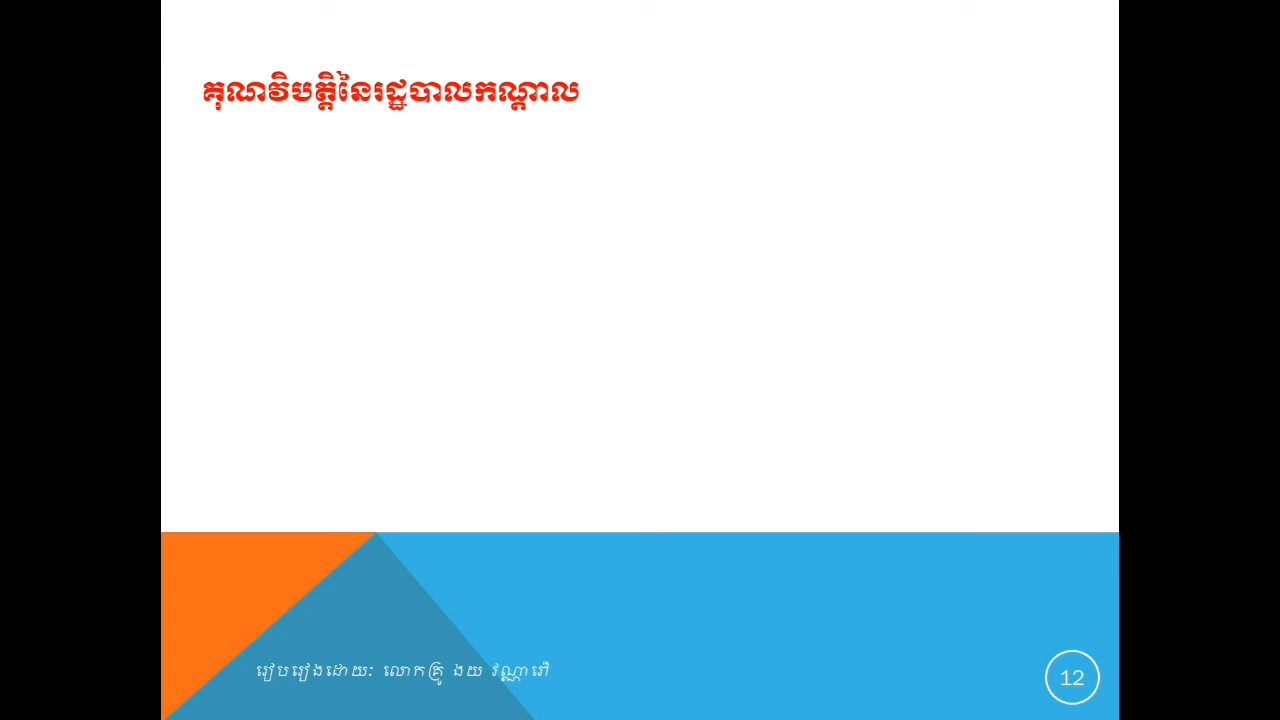 គុណវិបត្តិនៃរដ្ឋបាលកណ្តាល
រៀបរៀងដោយ: លោកគ្រូ ងយ វណ្ណារើ
12